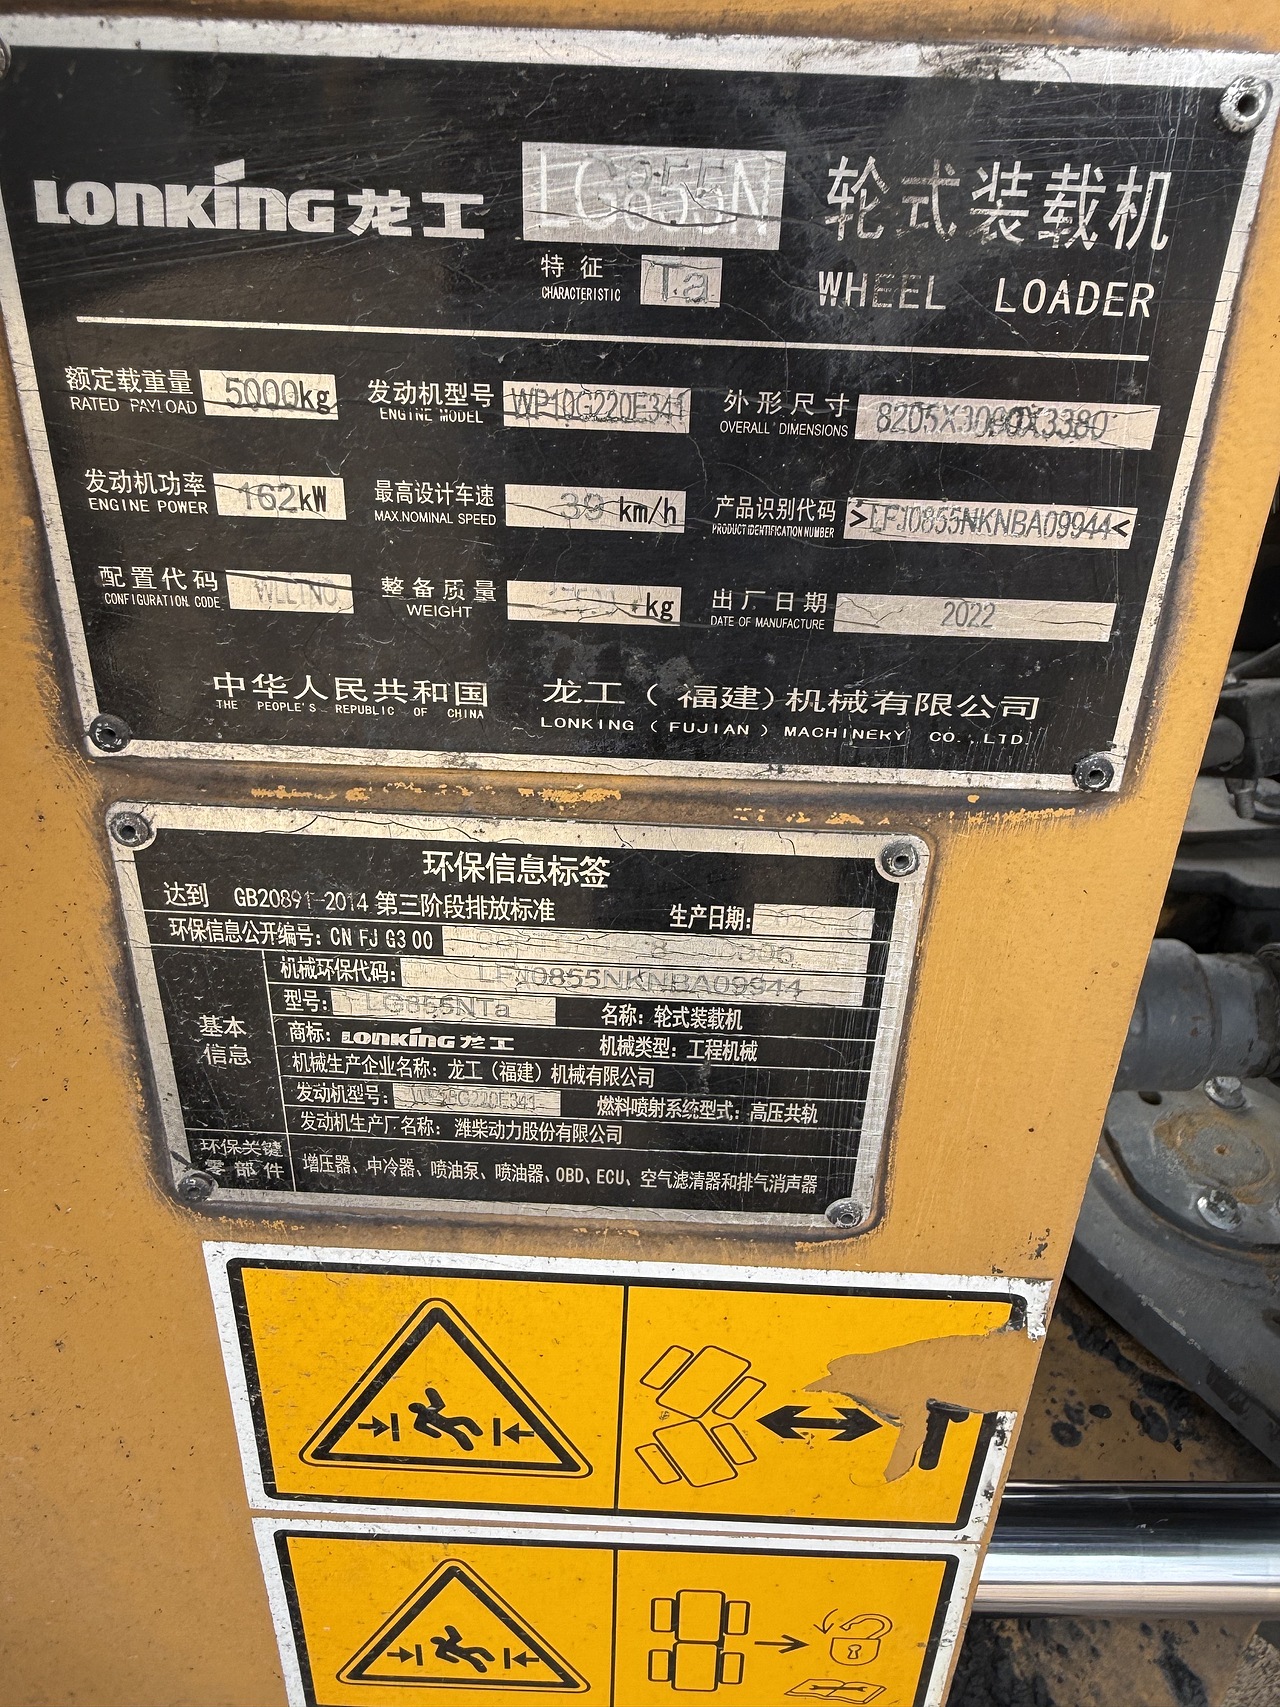 LONKING 龙工 LG855N 轮式装载机
特征 Ta
CHARACTERISTIC
WHEEL LOADER
额定载重量 5000kg 发动机型号 WP10G220E341 外形尺寸
RATED PAYLOAD ENGINE MODEL OVERALL DIMENSIONS
发动机功率 162kW 最高设计车速 39 km/h 产品识别代码 >LFJ0855NKNBA09944<
ENGINE POWER MAX.NOMINAL SPEED PRODUCT IDENTIFICATION NUMBER
配置代码 整备质量 kg 出厂日期 2022
CONFIGURATION CODE WEIGHT DATE OF MANUFACTURE
中华人民共和国 龙工（福建）机械有限公司
THE PEOPLE'S REPUBLIC OF CHINA LONKING ( FUJIAN ) MACHINERY CO.,LTD.
环保信息标签
达到 GB20891-2014 第三阶段排放标准 生产日期:
环保信息公开编号: CN FJ G3 00
机械环保代码: LFJ0855NKNBA09944
型号: LG855NTa 名称: 轮式装载机
基本信息
商标: LONKING 龙工 机械类型: 工程机械
机械生产企业名称: 龙工（福建）机械有限公司
发动机型号: 燃料喷射系统型式: 高压共轨
发动机生产厂名称: 潍柴动力股份有限公司
环保关键零部件 增压器、中冷器、喷油泵、喷油器、OBD、ECU、空气滤清器和排气消声器